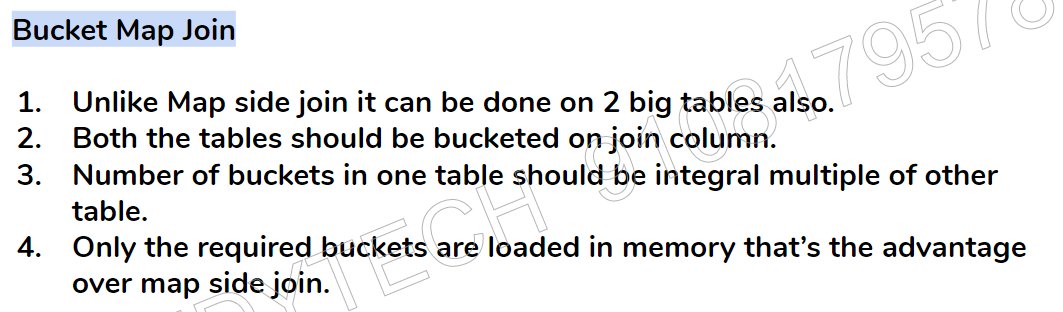 Bucket Map Join
1. Unlike Map side join it can be done on 2 big tables also.
2. Both the tables should be bucketed on join column.
3. Number of buckets in one table should be integral multiple of other
table.
4. Only the required buckets are loaded in memory that's the advantage
over map side join.